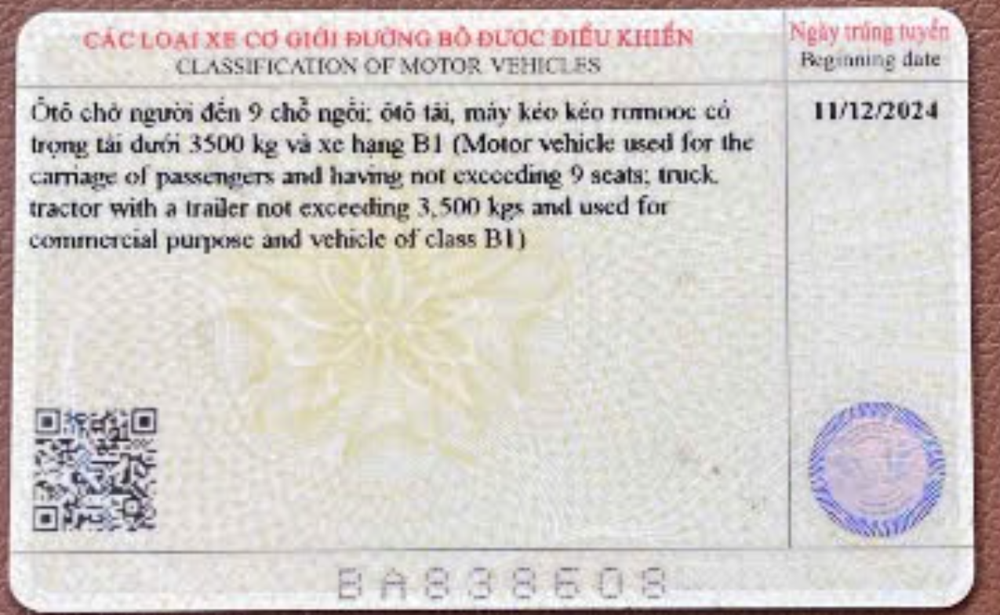 CÁC LOẠI XE CƠ GIỚI ĐƯỜNG BỘ ĐƯỢC ĐIỀU KHIỂN
CLASSIFICATION OF MOTOR VEHICLES
Ngày trúng tuyển
Beginning date
Ôtô chở người đến 9 chỗ ngồi; ôtô tải, máy kéo kéo rơmooc có
trọng tải dưới 3500 kg và xe hạng B1 (Motor vehicle used for the
carriage of passengers and having not exceeding 9 seats; truck,
tractor with a trailer not exceeding 3,500 kgs and used for
commercial purpose and vehicle of class B1)
11/12/2024
BA838608